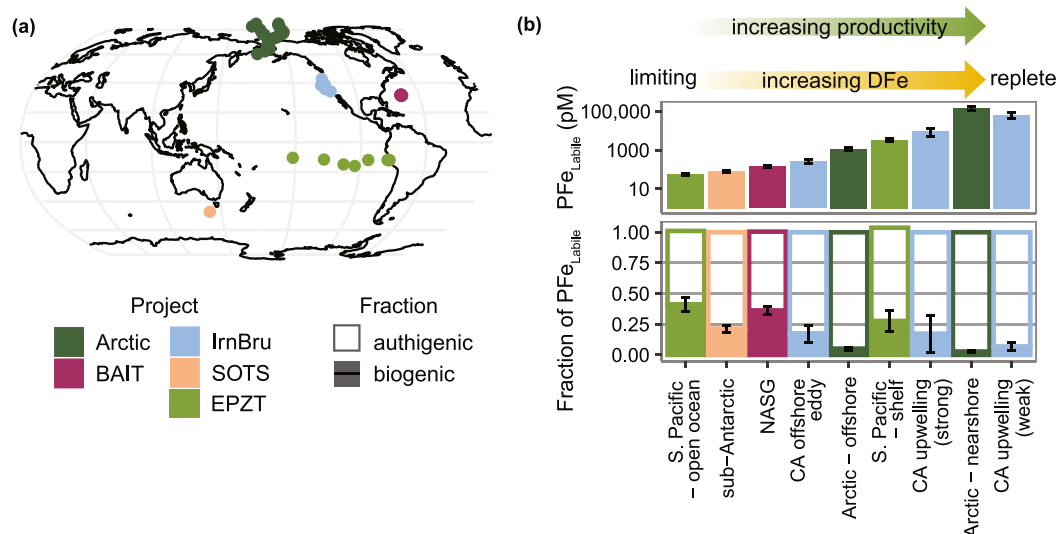 (a)
Project
Fraction
Arctic
IrnBru
authigenic
BAIT
SOTS
biogenic
EPZT
(b)
increasing productivity
limiting
increasing DFe
replete
PFeLabile (pM)
100,000
1000
10
Fraction of PFeLabile
1.00
0.75
0.50
0.25
0.00
S. Pacific
− open ocean
sub−Antarctic
NASG
CA offshore
eddy
Arctic − offshore
S. Pacific
− shelf
CA upwelling
(strong)
Arctic − nearshore
CA upwelling
(weak)